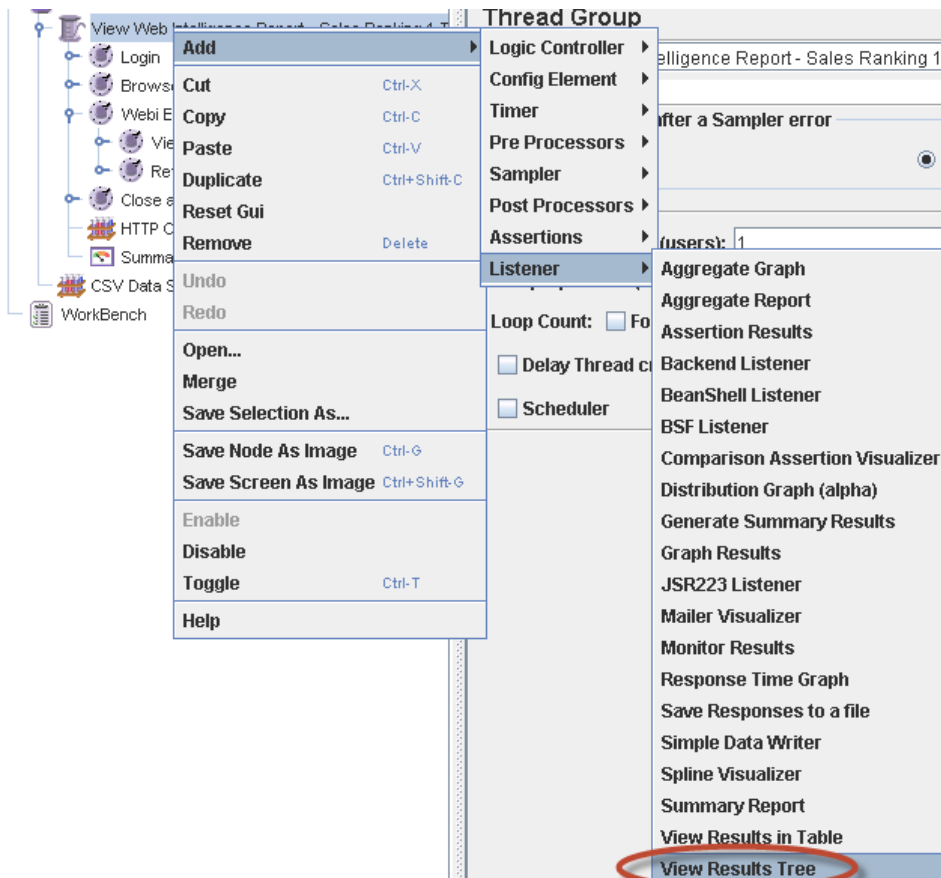 Thread Group
View Web Intelligence Report - Sales Ranking 1 T
elligence Report - Sales Ranking 1
Login
Brows
Webi E
Vie
Re
Close a
HTTP C
Summa
CSV Data S
WorkBench
Add
Cut Ctrl-X
Copy Ctrl-C
Paste Ctrl-V
Duplicate Ctrl+Shift-C
Reset Gui
Remove Delete
Undo
Redo
Open...
Merge
Save Selection As...
Save Node As Image Ctrl-G
Save Screen As Image Ctrl+Shift-G
Enable
Disable
Toggle Ctrl-T
Help
Logic Controller
Config Element
Timer
Pre Processors
Sampler
Post Processors
Assertions
Listener
after a Sampler error
(users): 1
Loop Count: Fo
Delay Thread cr
Scheduler
Aggregate Graph
Aggregate Report
Assertion Results
Backend Listener
BeanShell Listener
BSF Listener
Comparison Assertion Visualizer
Distribution Graph (alpha)
Generate Summary Results
Graph Results
JSR223 Listener
Mailer Visualizer
Monitor Results
Response Time Graph
Save Responses to a file
Simple Data Writer
Spline Visualizer
Summary Report
View Results in Table
View Results Tree